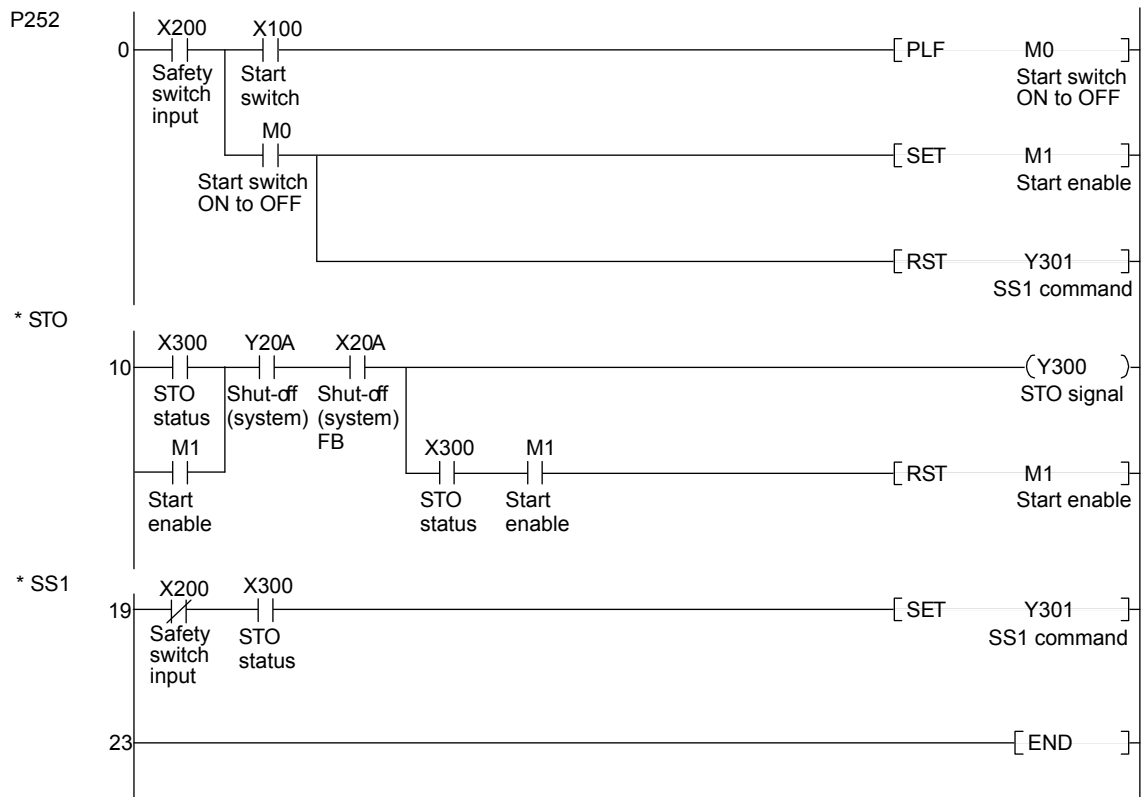 P252
X200 X100
0 PLF M0
Safety switch input Start switch Start switch ON to OFF
M0
SET M1
Start switch ON to OFF Start enable
RST Y301
SS1 command
* STO
X300 Y20A X20A
10 (Y300 )
STO status Shut-off (system) Shut-off (system) FB STO signal
M1 X300 M1
RST M1
Start enable STO status Start enable Start enable
* SS1
X200 X300
19 SET Y301
Safety switch input STO status SS1 command
23 END